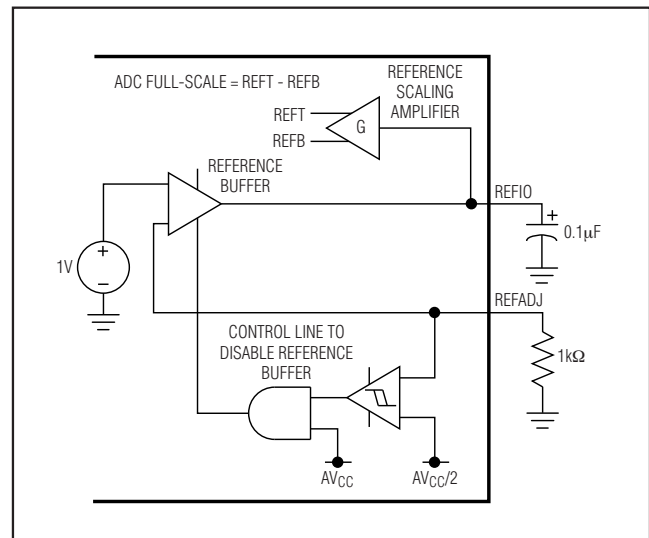 ADC FULL-SCALE = REFT - REFB
REFERENCE
SCALING
AMPLIFIER
REFT
REFB
G
REFERENCE
BUFFER
REFIO
+
0.1μF
1V
+
−
REFADJ
1kΩ
CONTROL LINE TO
DISABLE REFERENCE
BUFFER
AVCC
AVCC/2